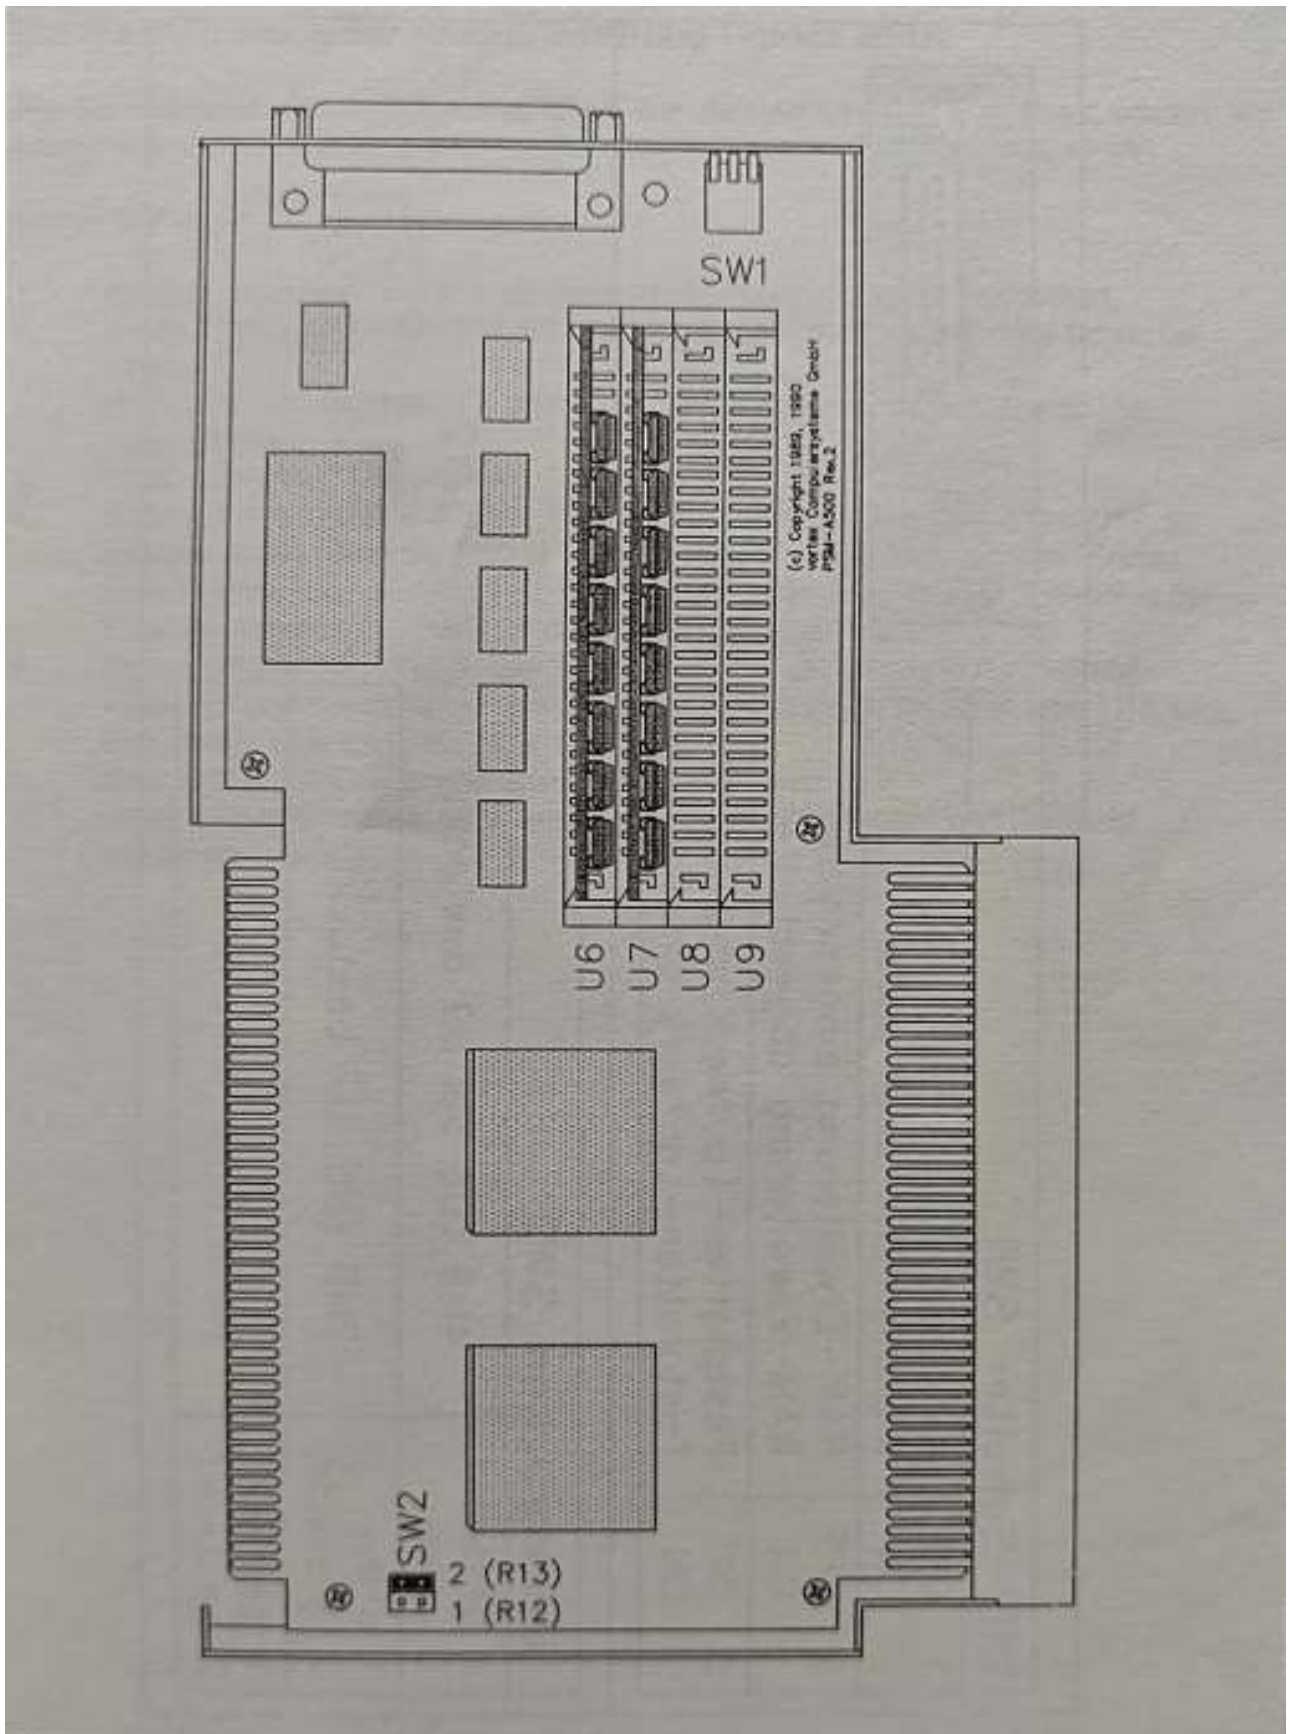 SW1
(c) Copyright 1989, 1990
vortex Computersysteme GmbH
PSM-A500 Rev.2
U6
U7
U8
U9
SW2
2 (R13)
1 (R12)